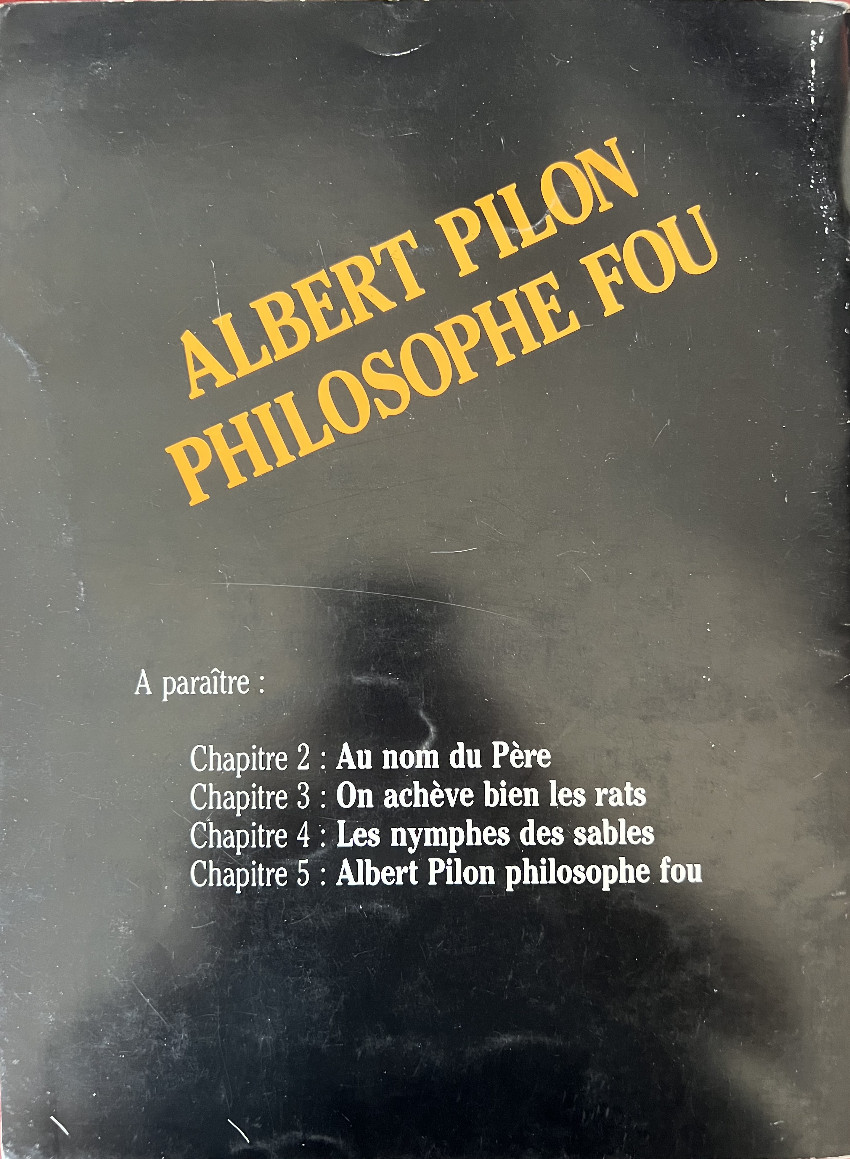 ALBERT PILON
PHILOSOPHE FOU
A paraître :
Chapitre 2 : Au nom du Père
Chapitre 3 : On achève bien les rats
Chapitre 4 : Les nymphes des sables
Chapitre 5 : Albert Pilon philosophe fou